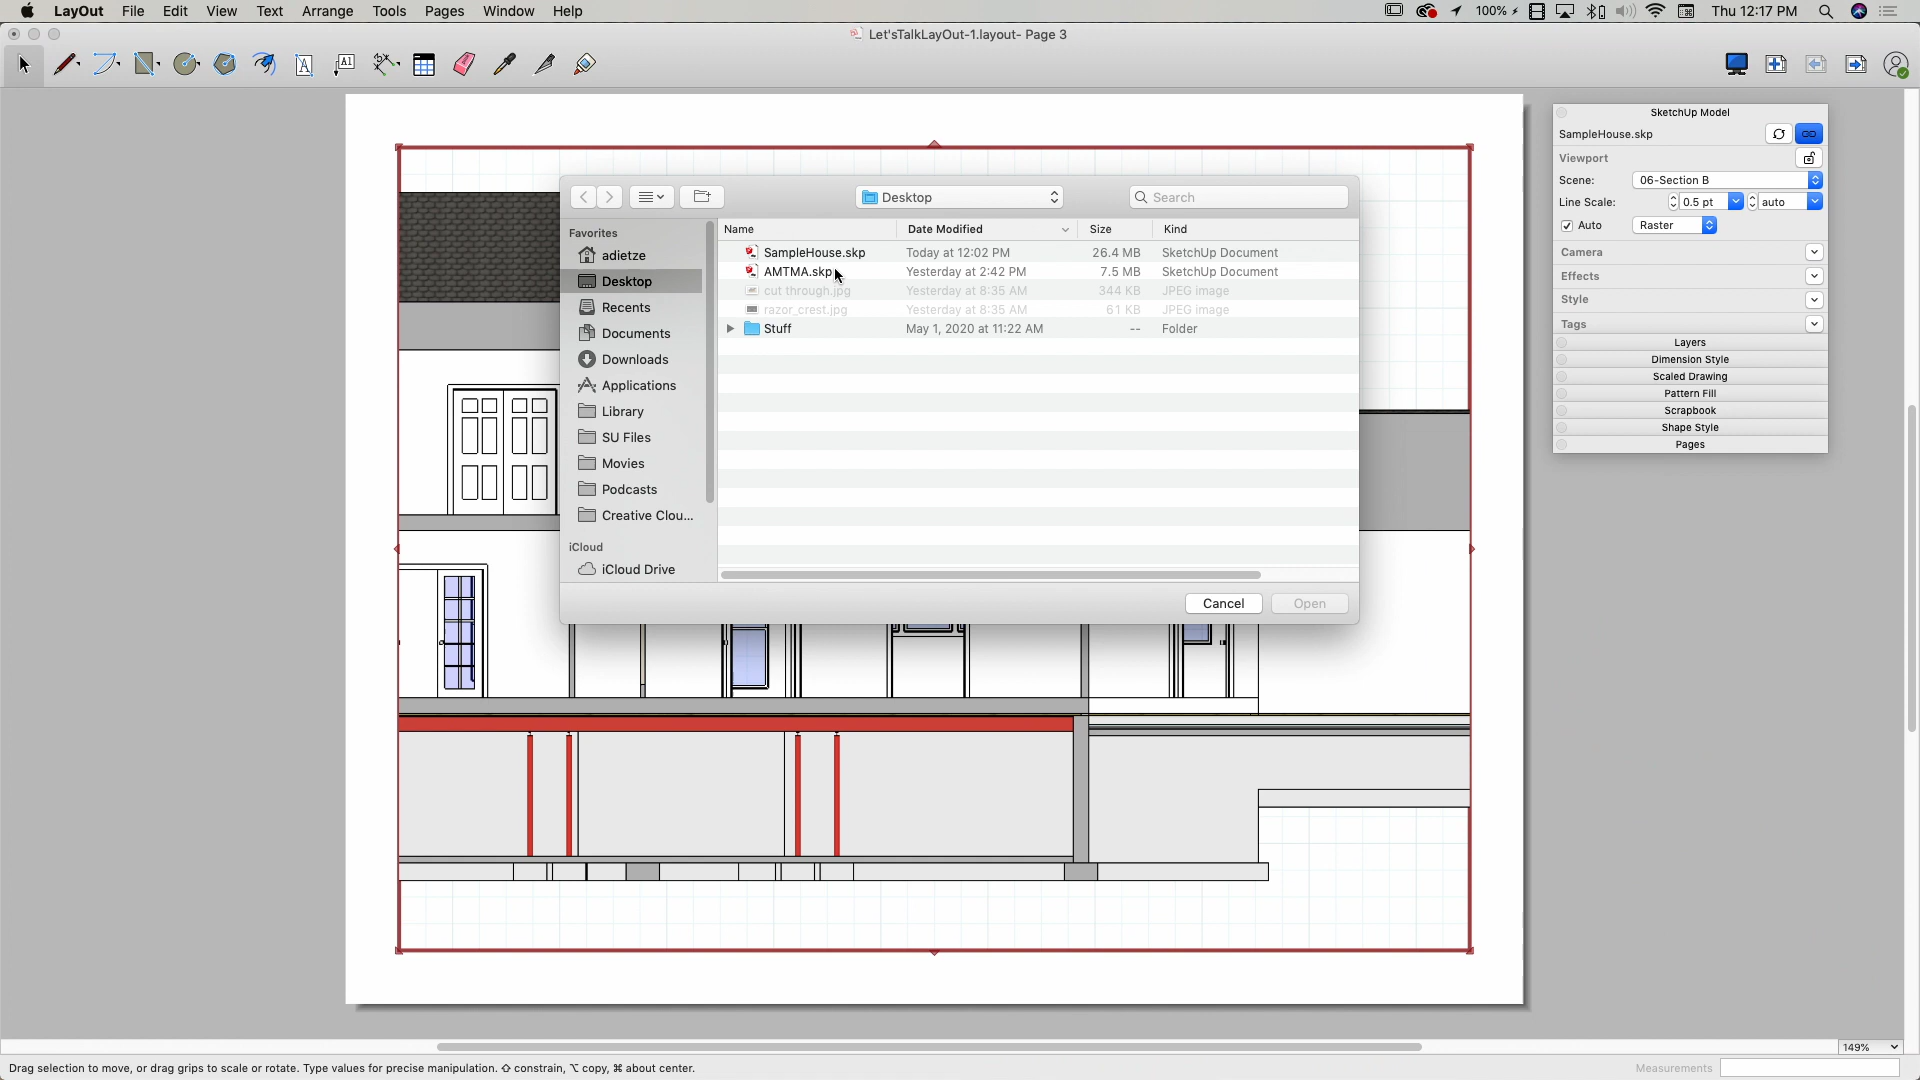 LayOut File Edit View Text Arrange Tools Pages Window Help 100% Thu 12:17 PM
Let'sTalkLayOut-1.layout- Page 3
A A1
SketchUp Model
SampleHouse.skp
Viewport
Scene: 06-Section B
Line Scale: 0.5 pt auto
Auto Raster
Camera
Effects
Style
Tags
Layers
Dimension Style
Scaled Drawing
Pattern Fill
Scrapbook
Shape Style
Pages
Desktop Search
Favorites
adietze
Desktop
Recents
Documents
Downloads
Applications
Library
SU Files
Movies
Podcasts
Creative Clou...
iCloud
iCloud Drive
Name Date Modified Size Kind
SampleHouse.skp Today at 12:02 PM 26.4 MB SketchUp Document
AMTMA.skp Yesterday at 2:42 PM 7.5 MB SketchUp Document
cut through.jpg Yesterday at 8:35 AM 344 KB JPEG image
razor_crest.jpg Yesterday at 8:35 AM 61 KB JPEG image
Stuff May 1, 2020 at 11:22 AM -- Folder
Cancel Open
149%
Drag selection to move, or drag grips to scale or rotate. Type values for precise manipulation. ⇧ constrain, ⌥ copy, ⌘ about center. Measurements